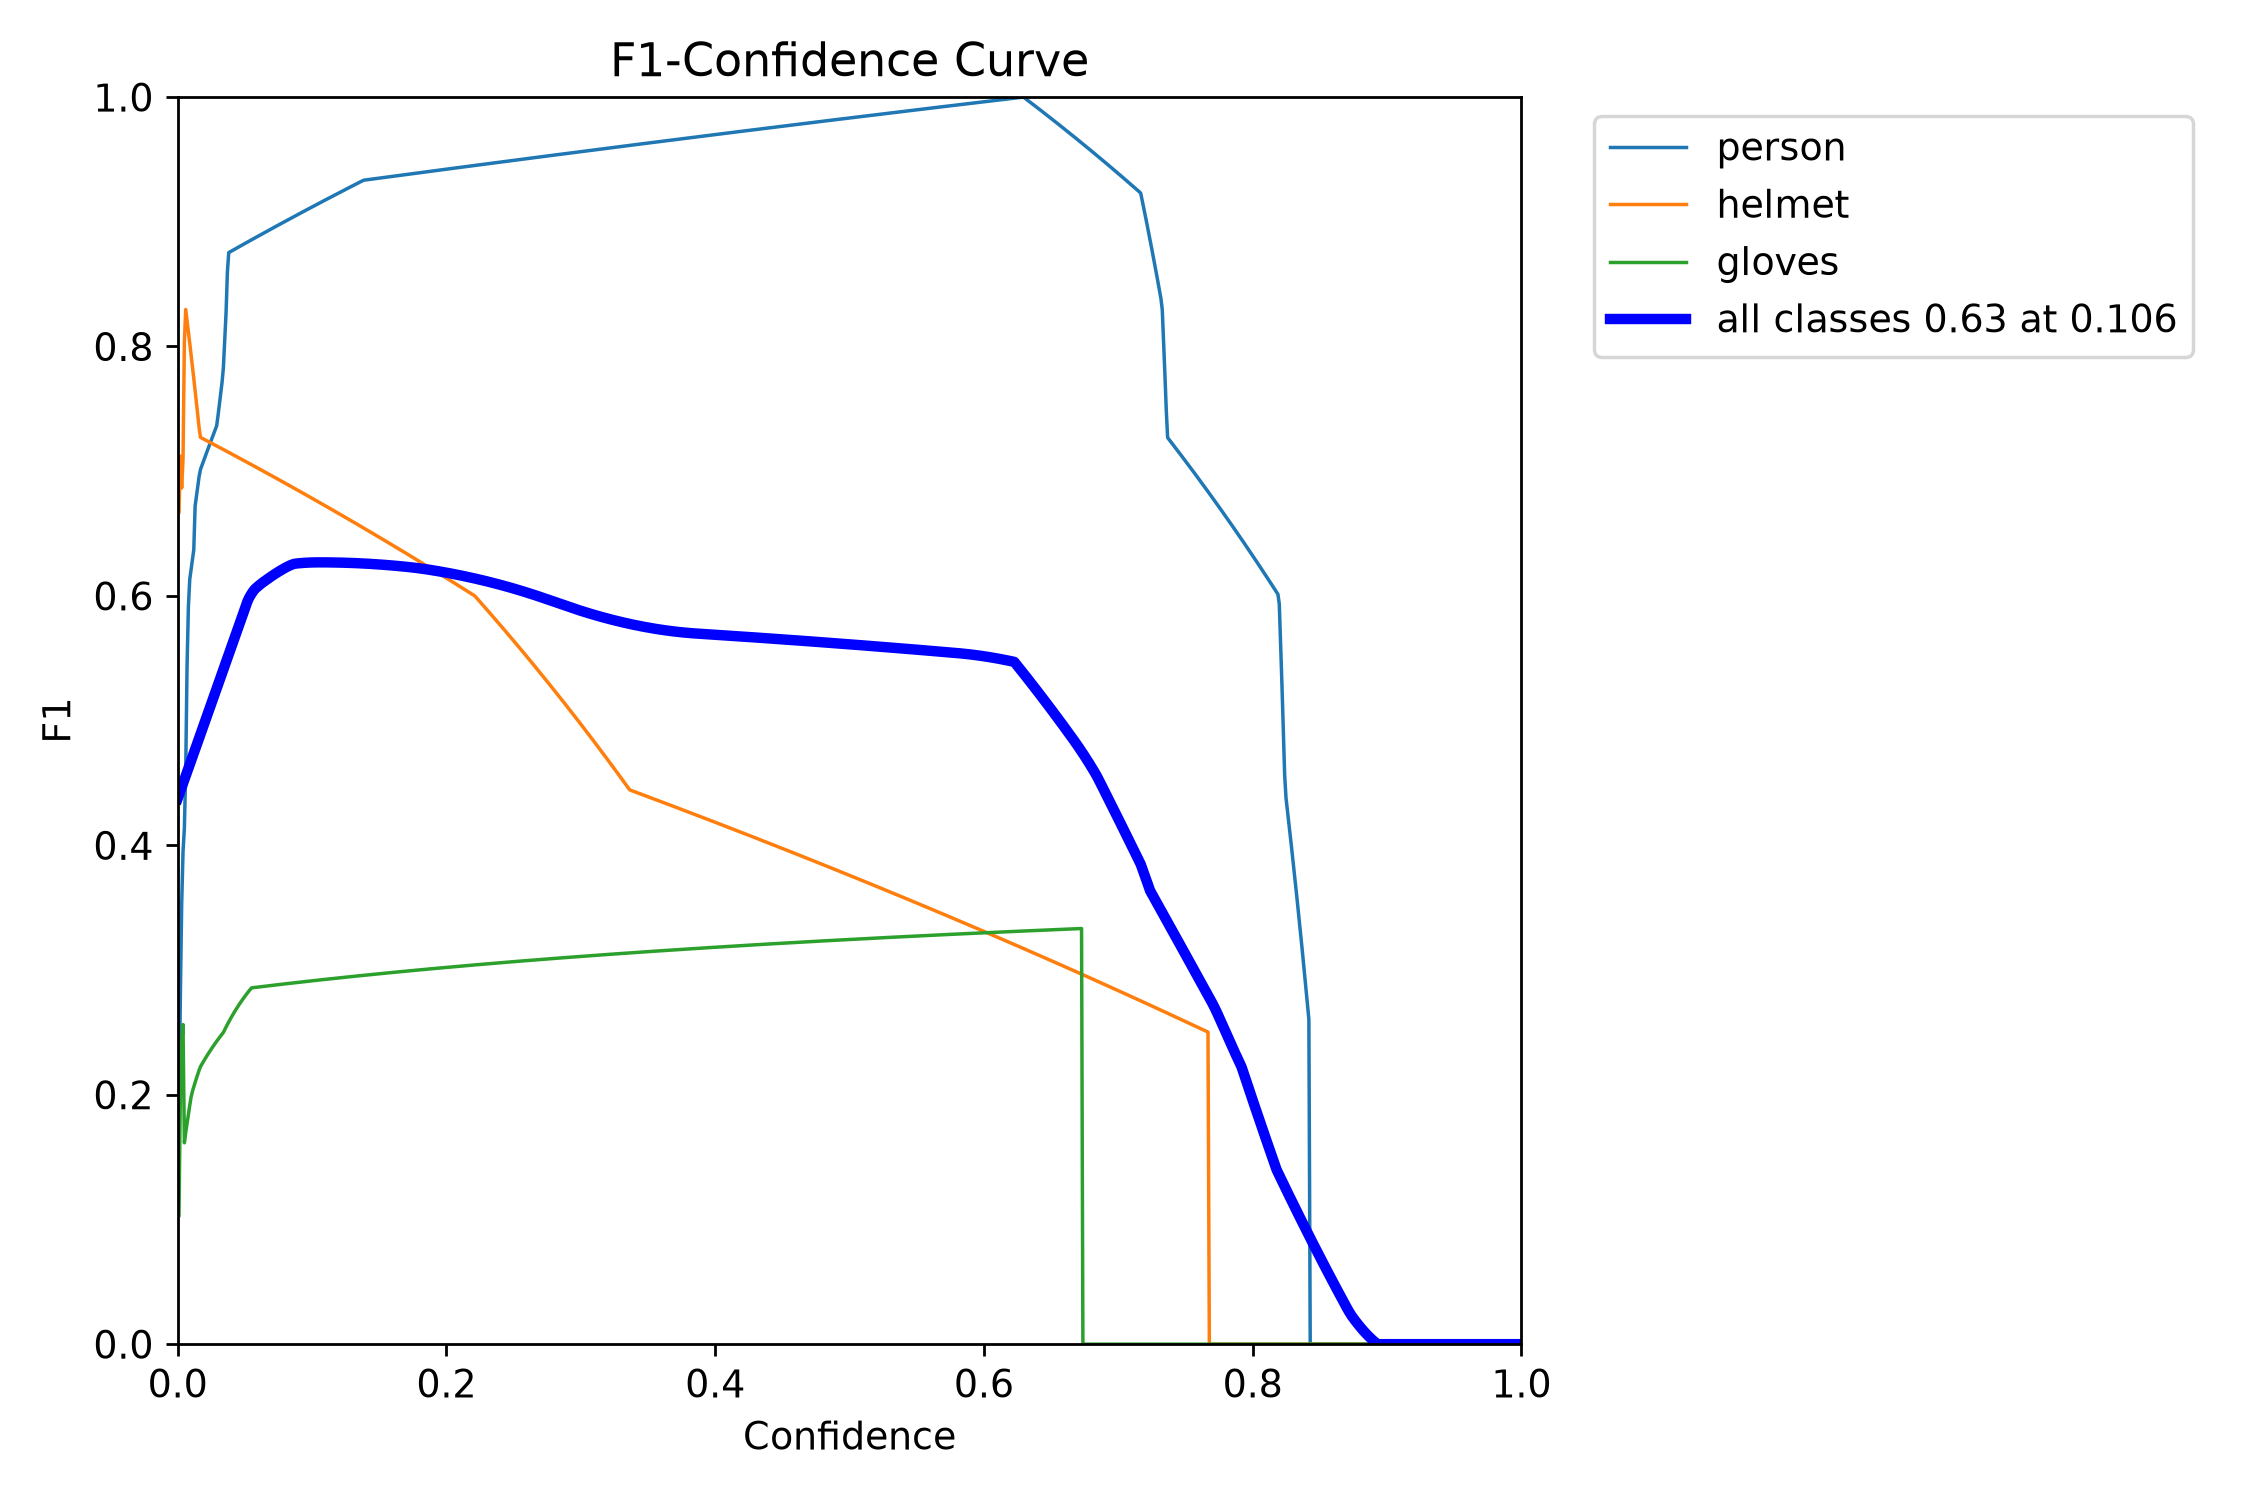 F1-Confidence Curve
1.0
0.8
0.6
0.4
0.2
0.0
F1
0.0 0.2 0.4 0.6 0.8 1.0
Confidence
person
helmet
gloves
all classes 0.63 at 0.106